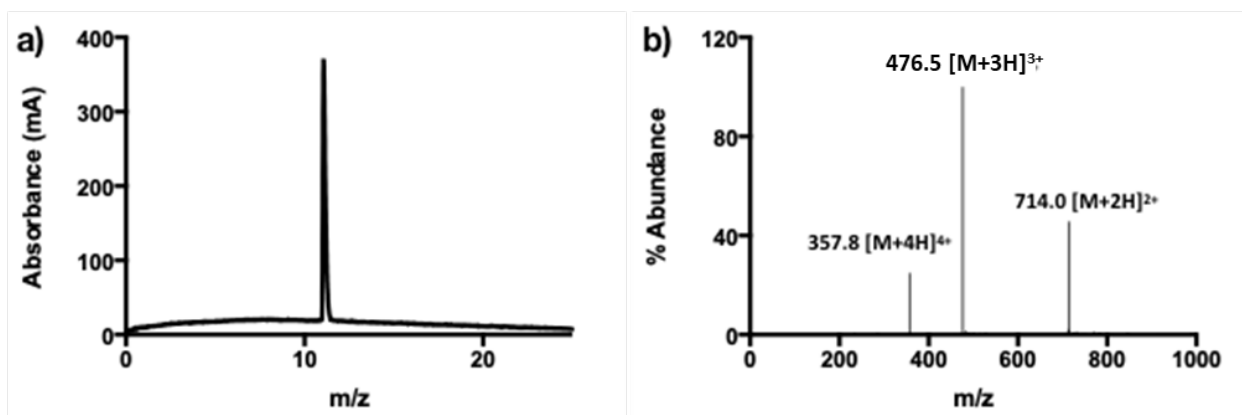 a)
400
300
200
100
0
Absorbance (mA)
0
10
20
m/z
b)
120
80
40
0
% Abundance
476.5 [M+3H]3+
714.0 [M+2H]2+
357.8 [M+4H]4+
0
200
400
600
800
1000
m/z